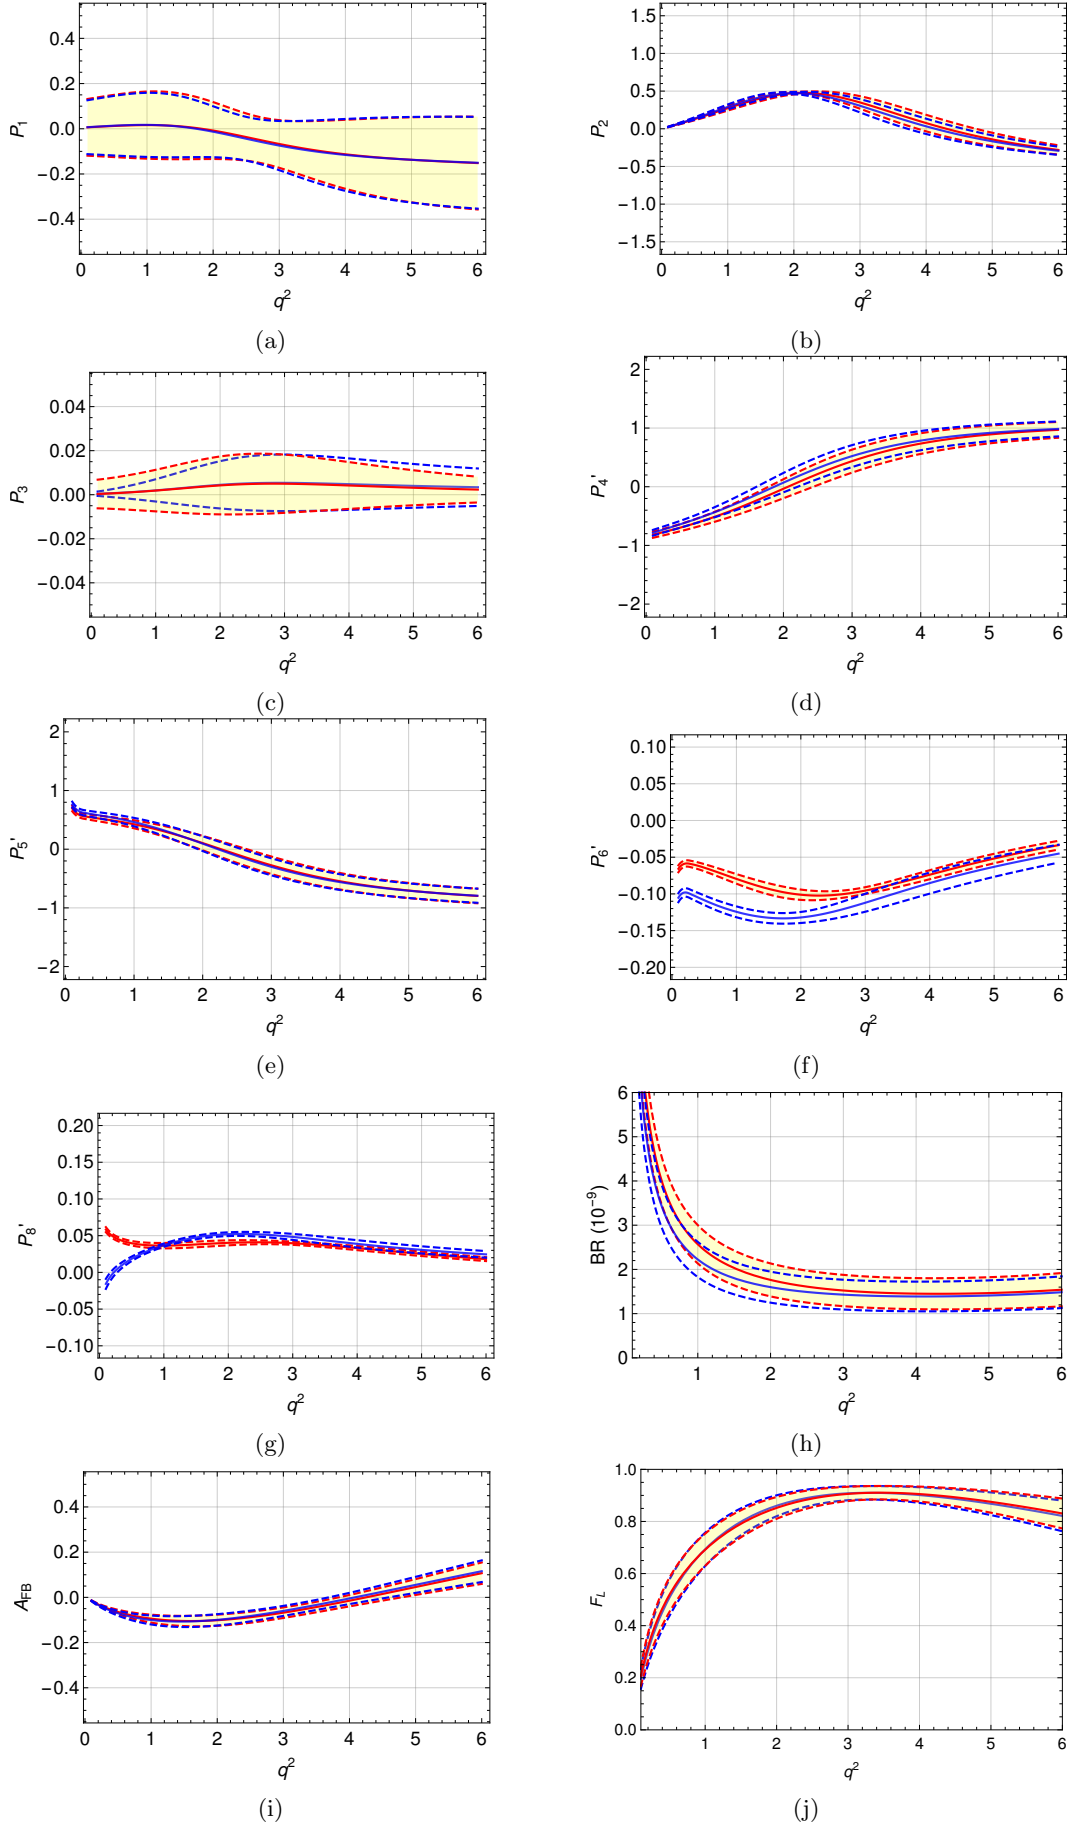 0.4
0.2
0.0
−0.2
−0.4
P1
0 1 2 3 4 5 6
q²
(a)
1.5
1.0
0.5
0.0
−0.5
−1.0
−1.5
P2
0 1 2 3 4 5 6
q²
(b)
0.04
0.02
0.00
−0.02
−0.04
P3
0 1 2 3 4 5 6
q²
(c)
2
1
0
−1
−2
P4'
0 1 2 3 4 5 6
q²
(d)
2
1
0
−1
−2
P5'
0 1 2 3 4 5 6
q²
(e)
0.10
0.05
0.00
−0.05
−0.10
−0.15
−0.20
P6'
0 1 2 3 4 5 6
q²
(f)
0.20
0.15
0.10
0.05
0.00
−0.05
−0.10
P8'
0 1 2 3 4 5 6
q²
(g)
6
5
4
3
2
1
0
BR (10⁻⁹)
1 2 3 4 5 6
q²
(h)
0.4
0.2
0.0
−0.2
−0.4
AFB
0 1 2 3 4 5 6
q²
(i)
1.0
0.8
0.6
0.4
0.2
0.0
FL
1 2 3 4 5 6
q²
(j)